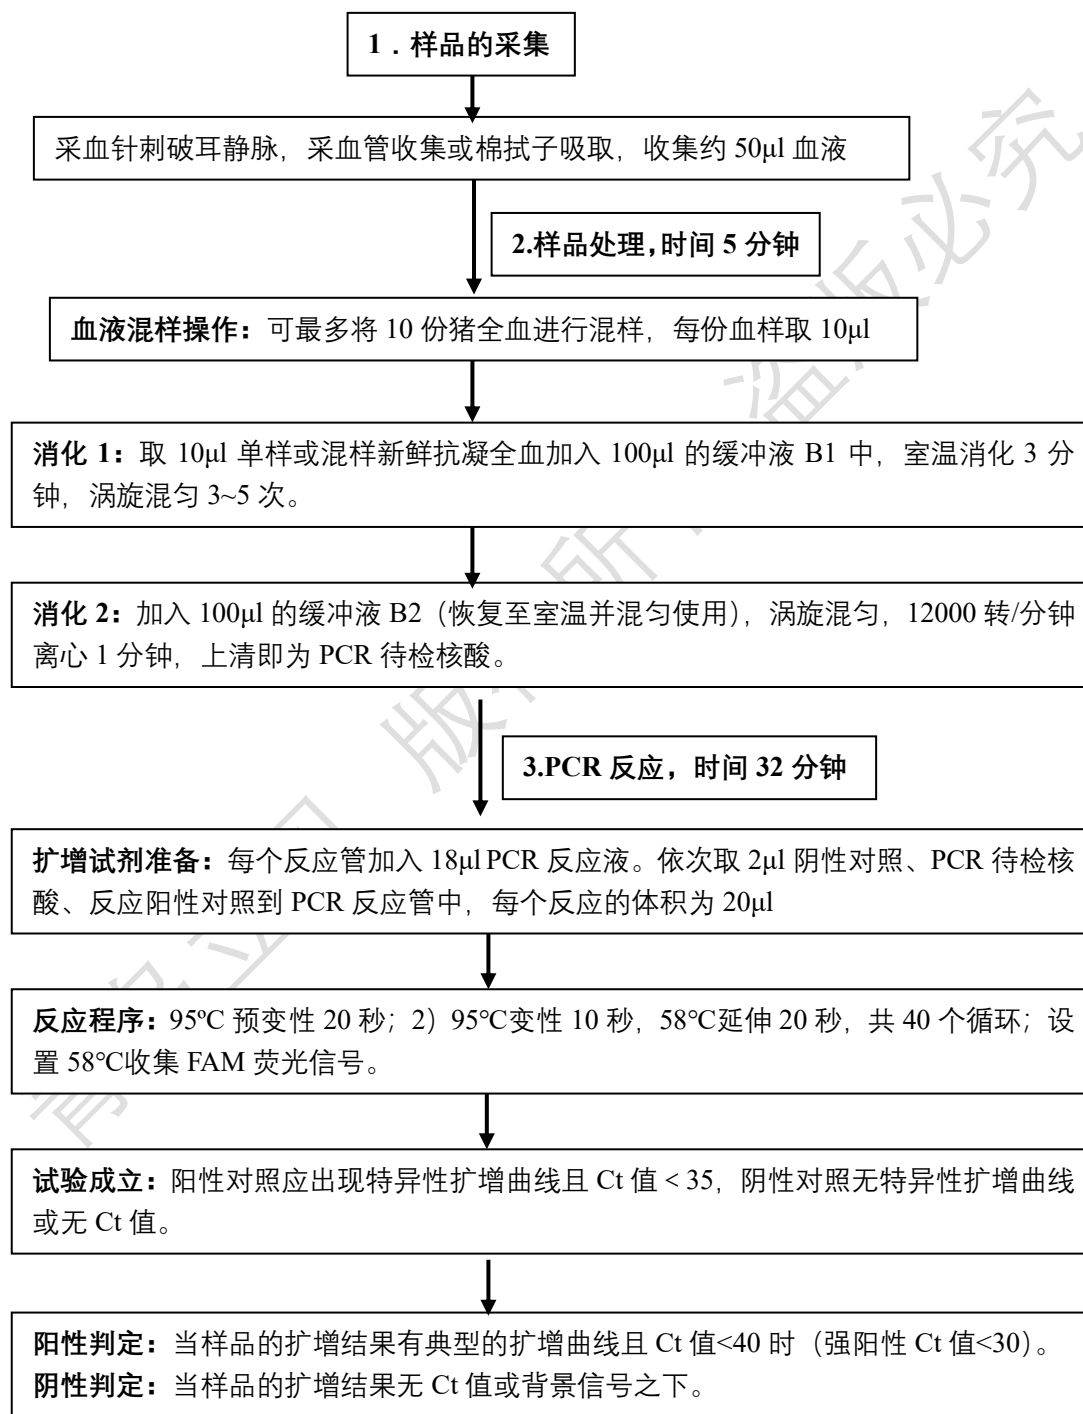 1．样品的采集
采血针刺破耳静脉，采血管收集或棉拭子吸取，收集约 50μl 血液
2.样品处理，时间 5 分钟
血液混样操作：可最多将 10 份猪全血进行混样，每份血样取 10μl
消化 1：取 10μl 单样或混样新鲜抗凝全血加入 100μl 的缓冲液 B1 中，室温消化 3 分
钟，涡旋混匀 3~5 次。
消化 2：加入 100μl 的缓冲液 B2（恢复至室温并混匀使用），涡旋混匀，12000 转/分钟
离心 1 分钟，上清即为 PCR 待检核酸。
3.PCR 反应，时间 32 分钟
扩增试剂准备：每个反应管加入 18μl PCR 反应液。依次取 2μl 阴性对照、PCR 待检核
酸、反应阳性对照到 PCR 反应管中，每个反应的体积为 20μl
反应程序：95ºC 预变性 20 秒；2）95°C变性 10 秒，58°C延伸 20 秒，共 40 个循环；设
置 58°C收集 FAM 荧光信号。
试验成立：阳性对照应出现特异性扩增曲线且 Ct 值 < 35，阴性对照无特异性扩增曲线
或无 Ct 值。
阳性判定：当样品的扩增结果有典型的扩增曲线且 Ct 值<40 时（强阳性 Ct 值<30）。
阴性判定：当样品的扩增结果无 Ct 值或背景信号之下。